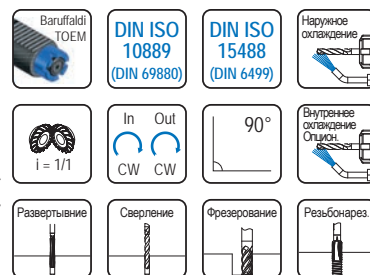 Baruffaldi
TOEM
DIN ISO
10889
(DIN 69880)
DIN ISO
15488
(DIN 6499)
Наружное
охлаждение
i = 1/1
In Out
CW CW
90°
Внутреннее
охлаждение
Опцион.
Развертывние
Сверление
Фрезерование
Резьбонарез.